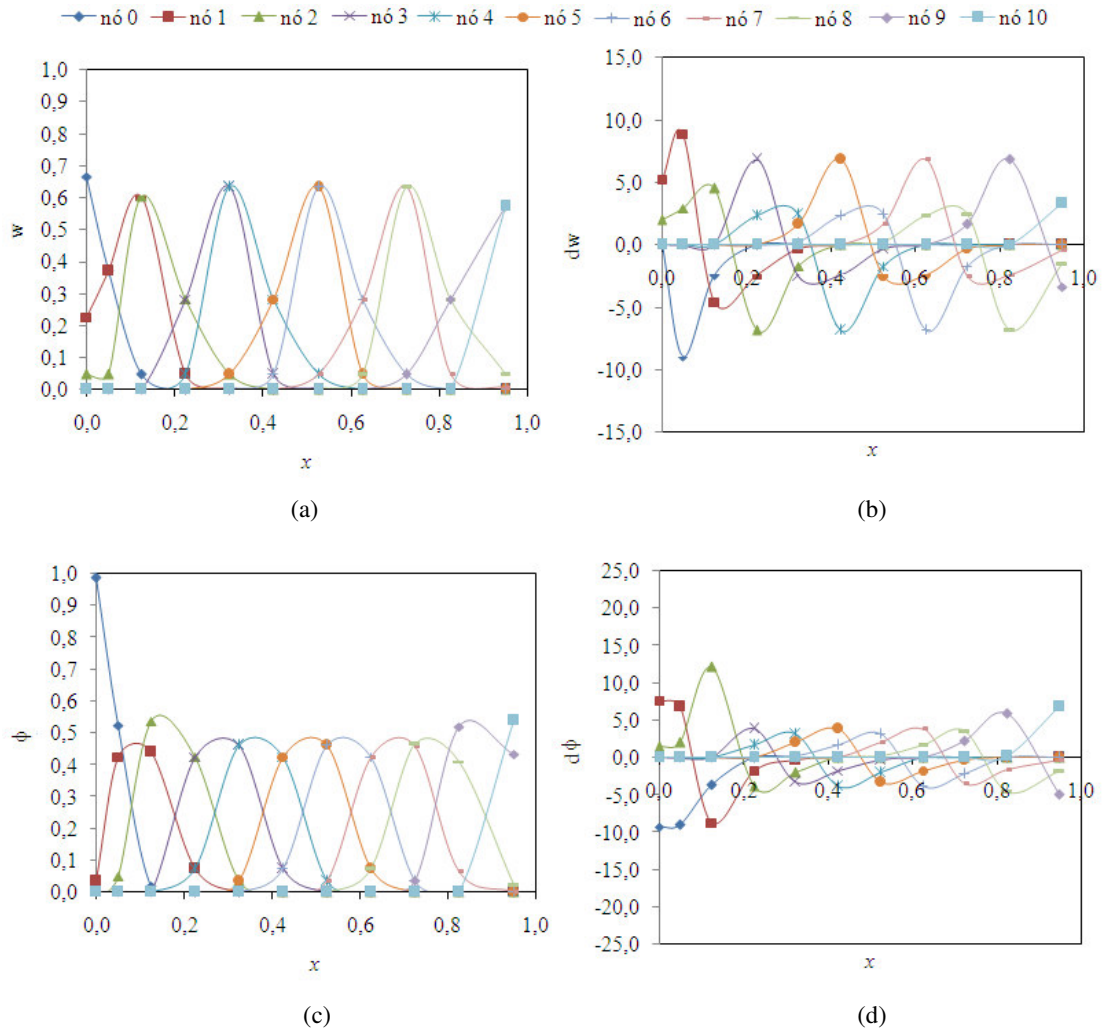 nó 0 nó 1 nó 2 nó 3 nó 4 nó 5 nó 6 nó 7 nó 8 nó 9 nó 10
1,0
0,9
0,8
0,7
0,6
0,5
0,4
0,3
0,2
0,1
0,0
w
0,0 0,2 0,4 0,6 0,8 1,0
x
(a)
15,0
10,0
5,0
0,0
-5,0
-10,0
-15,0
dw
0,0 0,2 0,4 0,6 0,8 1,0
x
(b)
1,0
0,9
0,8
0,7
0,6
0,5
0,4
0,3
0,2
0,1
0,0
ϕ
0,0 0,2 0,4 0,6 0,8 1,0
x
(c)
25,0
20,0
15,0
10,0
5,0
0,0
-5,0
-10,0
-15,0
-20,0
-25,0
dϕ
0,0 0,2 0,4 0,6 0,8 1,0
x
(d)